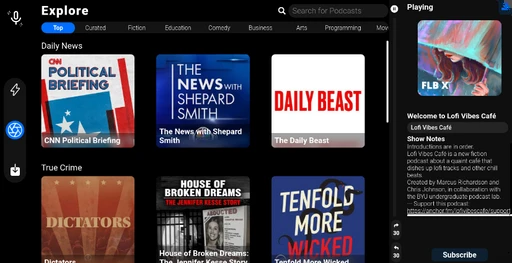 Explore
Search for Podcasts
Top
Curated
Fiction
Education
Comedy
Business
Arts
Programming
Mov
Daily News
CNN
POLITICAL
BRIEFING
CNN Political Briefing
THE
NEWS WITH
SHEPARD
SMITH
The News with Shepard
Smith
DAILY BEAST
The Daily Beast
True Crime
DICTATORS
Dictators
HOUSE OF
BROKEN DREAMS
THE JENNIFER KESSE STORY
House of Broken Dreams:
The Jennifer Kesse Story
TENFOLD
MORE
WICKED
Tenfold More Wicked
Playing
FLB X
Welcome to Lofi Vibes Café
Lofi Vibes Café
Show Notes
Introductions are in order.
Lofi Vibes Café is a new fiction
podcast about a quaint café that
dishes up lofi tracks and other chill
beats.
Created by Marcus Richardson and
Chris Johnson, in collaboration with
the BYU undergraduate podcast lab.
--- Support this podcast:
https://anchor.fm/lofivibescafe/support
30
30
Subscribe